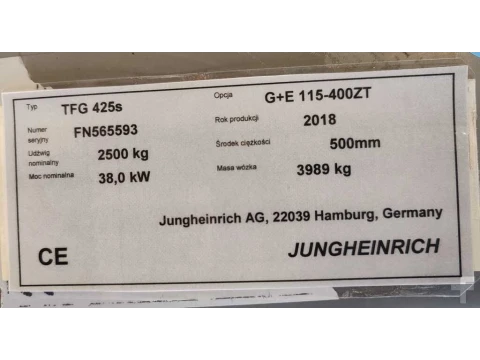 Typ TFG 425s Opcja G+E 115-400ZT
Numer seryjny FN565593 Rok produkcji 2018
Udźwig nominalny 2500 kg Środek ciężkości 500mm
Moc nominalna 38,0 kW Masa wózka 3989 kg
Jungheinrich AG, 22039 Hamburg, Germany
CE JUNGHEINRICH